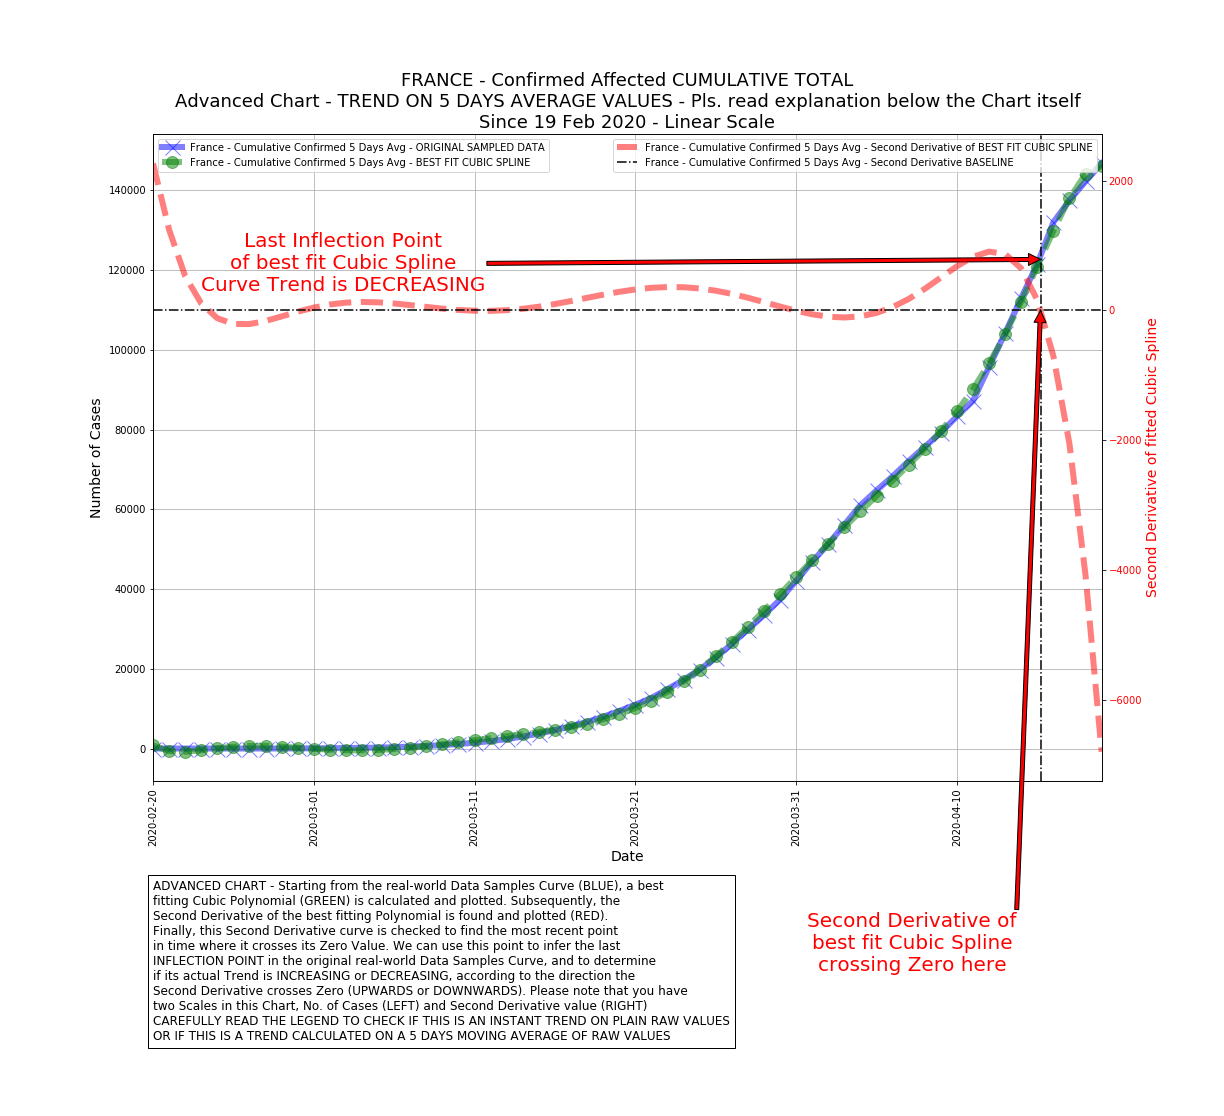 FRANCE - Confirmed Affected CUMULATIVE TOTAL
Advanced Chart - TREND ON 5 DAYS AVERAGE VALUES - Pls. read explanation below the Chart itself
Since 19 Feb 2020 - Linear Scale
France - Cumulative Confirmed 5 Days Avg - ORIGINAL SAMPLED DATA
France - Cumulative Confirmed 5 Days Avg - BEST FIT CUBIC SPLINE
France - Cumulative Confirmed 5 Days Avg - Second Derivative of BEST FIT CUBIC SPLINE
France - Cumulative Confirmed 5 Days Avg - Second Derivative BASELINE
Last Inflection Point
of best fit Cubic Spline
Curve Trend is DECREASING
Number of Cases
140000
120000
100000
80000
60000
40000
20000
0
2000
0
−2000
−4000
−6000
Second Derivative of fitted Cubic Spline
2020-02-20
2020-03-01
2020-03-11
2020-03-21
2020-03-31
2020-04-10
Date
Second Derivative of
best fit Cubic Spline
crossing Zero here
ADVANCED CHART - Starting from the real-world Data Samples Curve (BLUE), a best
fitting Cubic Polynomial (GREEN) is calculated and plotted. Subsequently, the
Second Derivative of the best fitting Polynomial is found and plotted (RED).
Finally, this Second Derivative curve is checked to find the most recent point
in time where it crosses its Zero Value. We can use this point to infer the last
INFLECTION POINT in the original real-world Data Samples Curve, and to determine
if its actual Trend is INCREASING or DECREASING, according to the direction the
Second Derivative crosses Zero (UPWARDS or DOWNWARDS). Please note that you have
two Scales in this Chart, No. of Cases (LEFT) and Second Derivative value (RIGHT)
CAREFULLY READ THE LEGEND TO CHECK IF THIS IS AN INSTANT TREND ON PLAIN RAW VALUES
OR IF THIS IS A TREND CALCULATED ON A 5 DAYS MOVING AVERAGE OF RAW VALUES